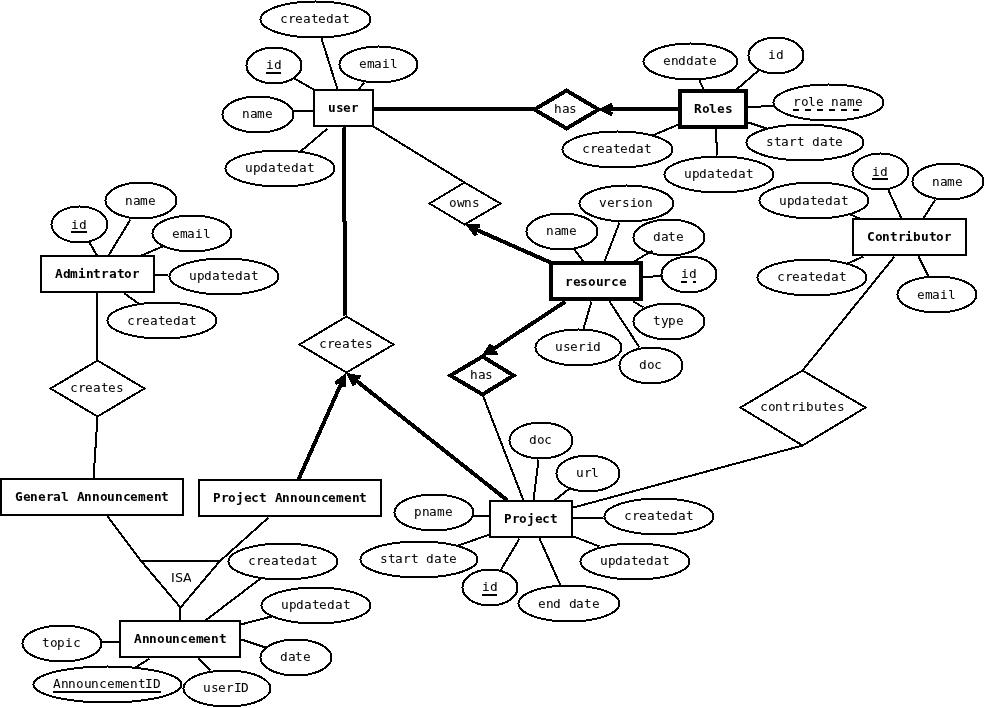 createdat
id
email
user
name
updatedat
enddate
id
has
Roles
role name
createdat
start date
updatedat
owns
version
name
date
resource
id
type
userid
doc
id
updatedat
name
Contributor
createdat
email
name
id
email
Admintrator
updatedat
createdat
creates
creates
has
contributes
doc
url
General Announcement
Project Announcement
pname
Project
createdat
start date
updatedat
id
end date
ISA
createdat
updatedat
topic
Announcement
date
AnnouncementID
userID